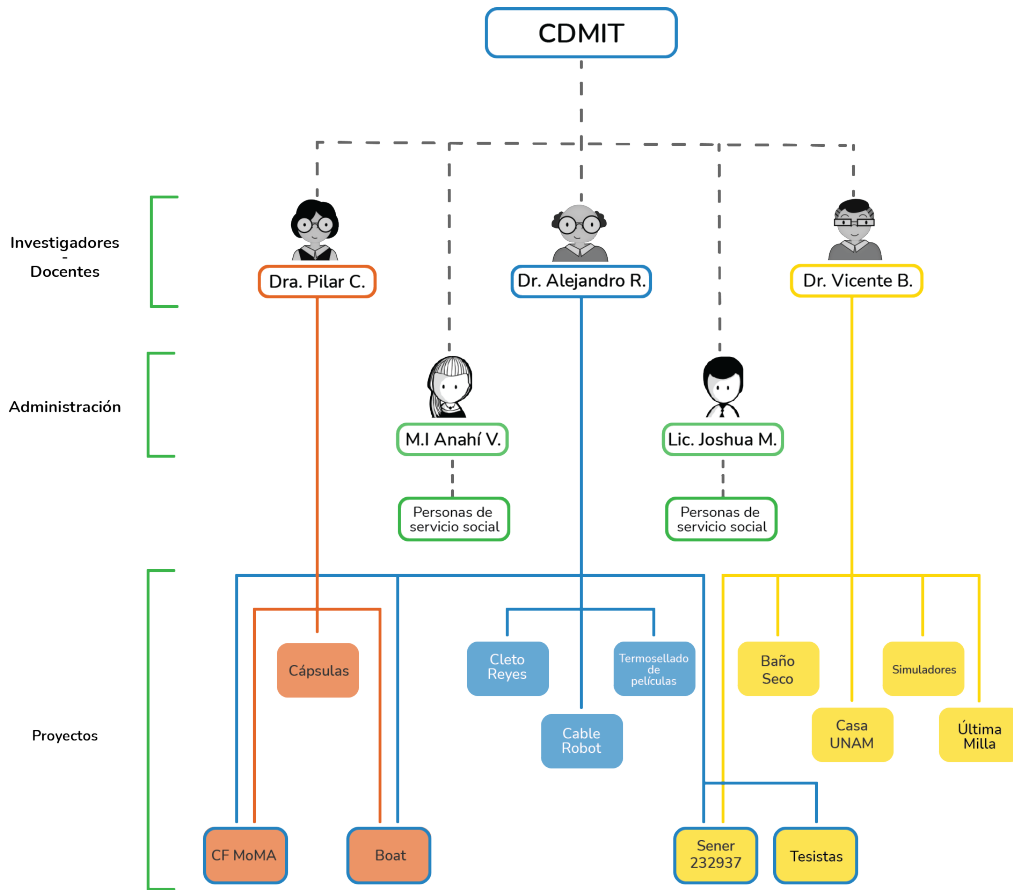 CDMIT
Investigadores
-
Docentes
Dra. Pilar C.
Dr. Alejandro R.
Dr. Vicente B.
Administración
M.I Anahí V.
Lic. Joshua M.
Personas de
servicio social
Personas de
servicio social
Proyectos
Cápsulas
Cleto
Reyes
Termosellado
de
películas
Baño
Seco
Simuladores
Cable
Robot
Casa
UNAM
Última
Milla
CF MoMA
Boat
Sener
232937
Tesistas